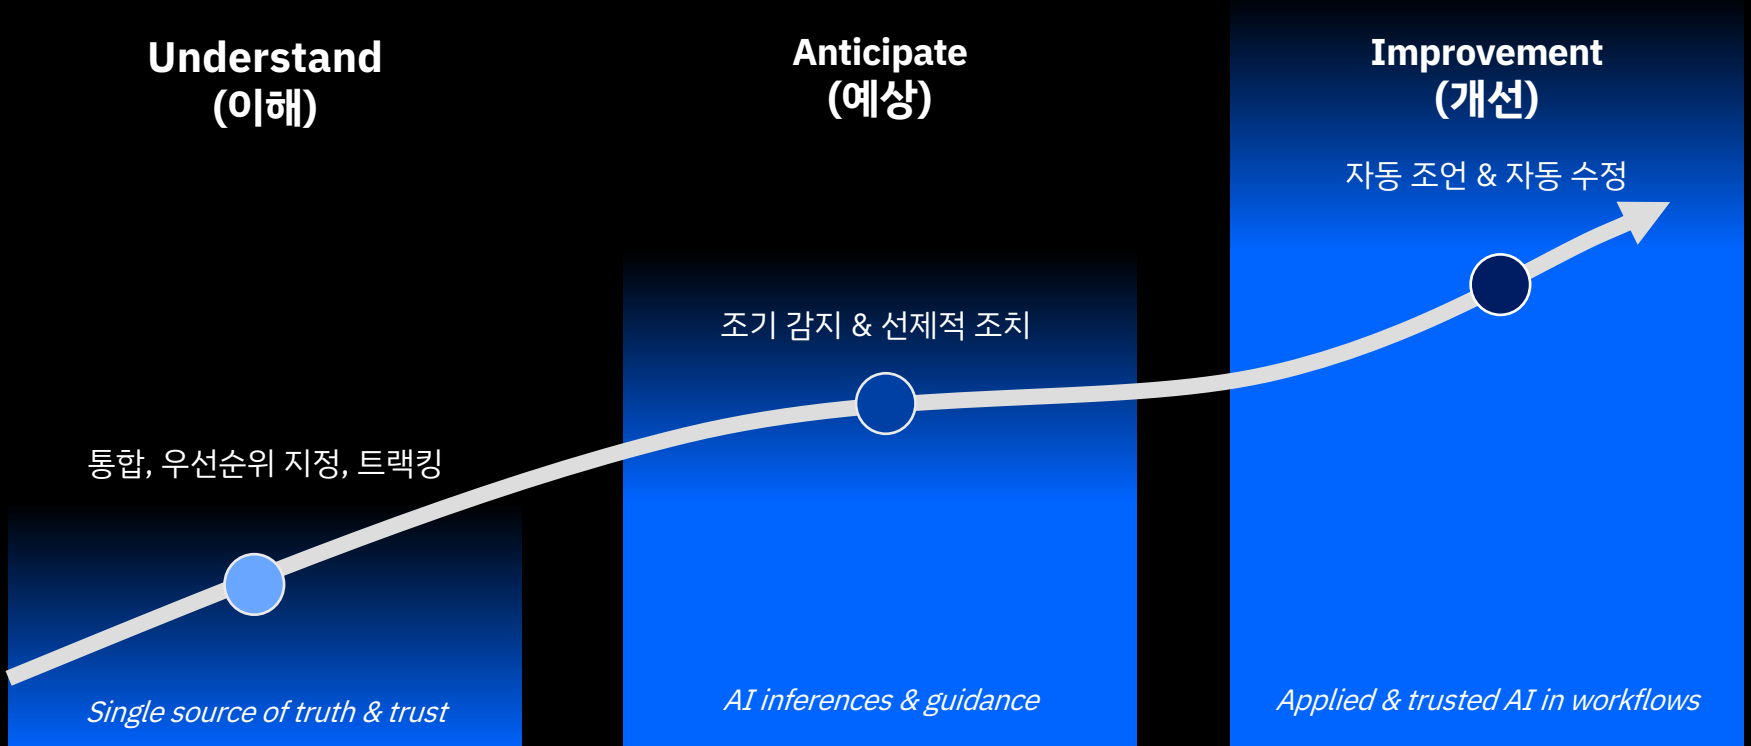 Understand
(이해)
통합, 우선순위 지정, 트랙킹
Single source of truth & trust
Anticipate
(예상)
조기 감지 & 선제적 조치
AI inferences & guidance
Improvement
(개선)
자동 조언 & 자동 수정
Applied & trusted AI in workflows